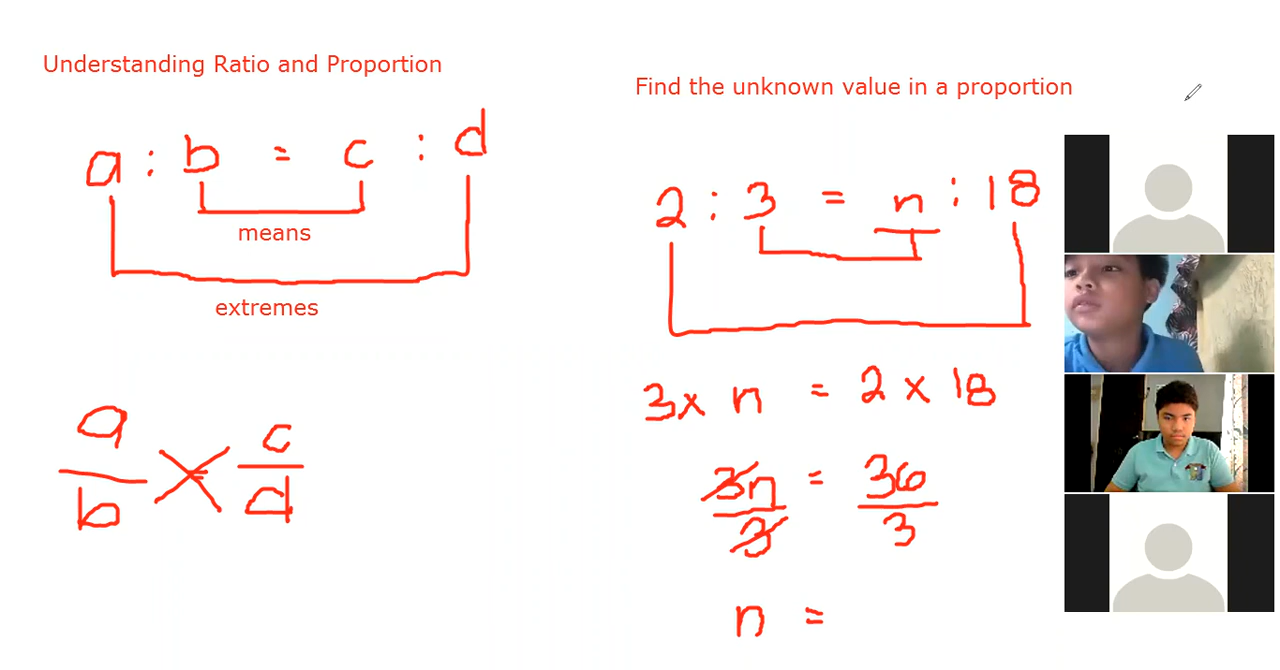 Understanding Ratio and Proportion
a : b = c : d
means
extremes
a/b = c/d
Find the unknown value in a proportion
2 : 3 = n : 18
3 x n = 2 x 18
3n/3 = 36/3
n =